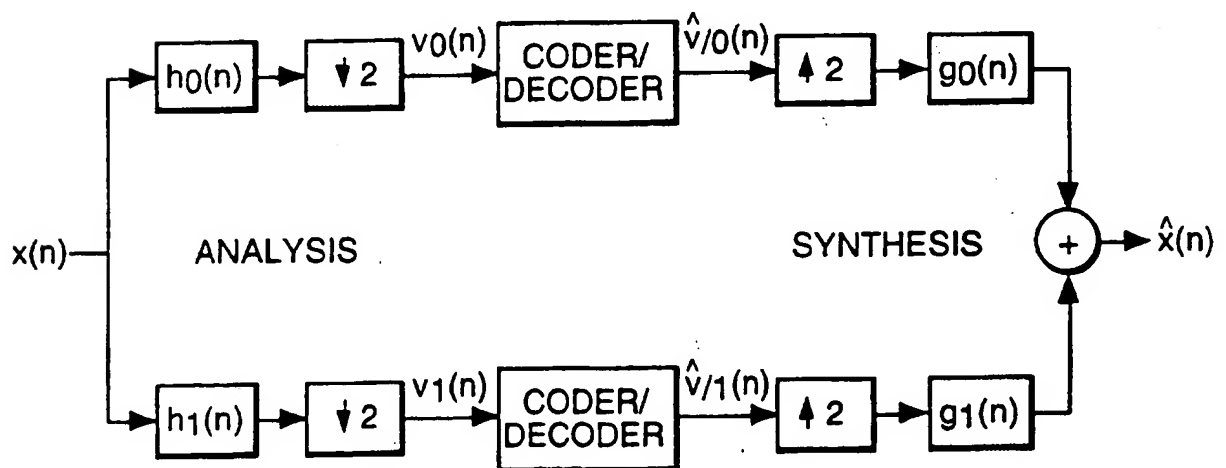 h0(n)
↓ 2
v0(n)
CODER/
DECODER
v̂/0(n)
↑ 2
g0(n)
x(n)
ANALYSIS
SYNTHESIS
+
x̂(n)
h1(n)
↓ 2
v1(n)
CODER/
DECODER
v̂/1(n)
↑ 2
g1(n)